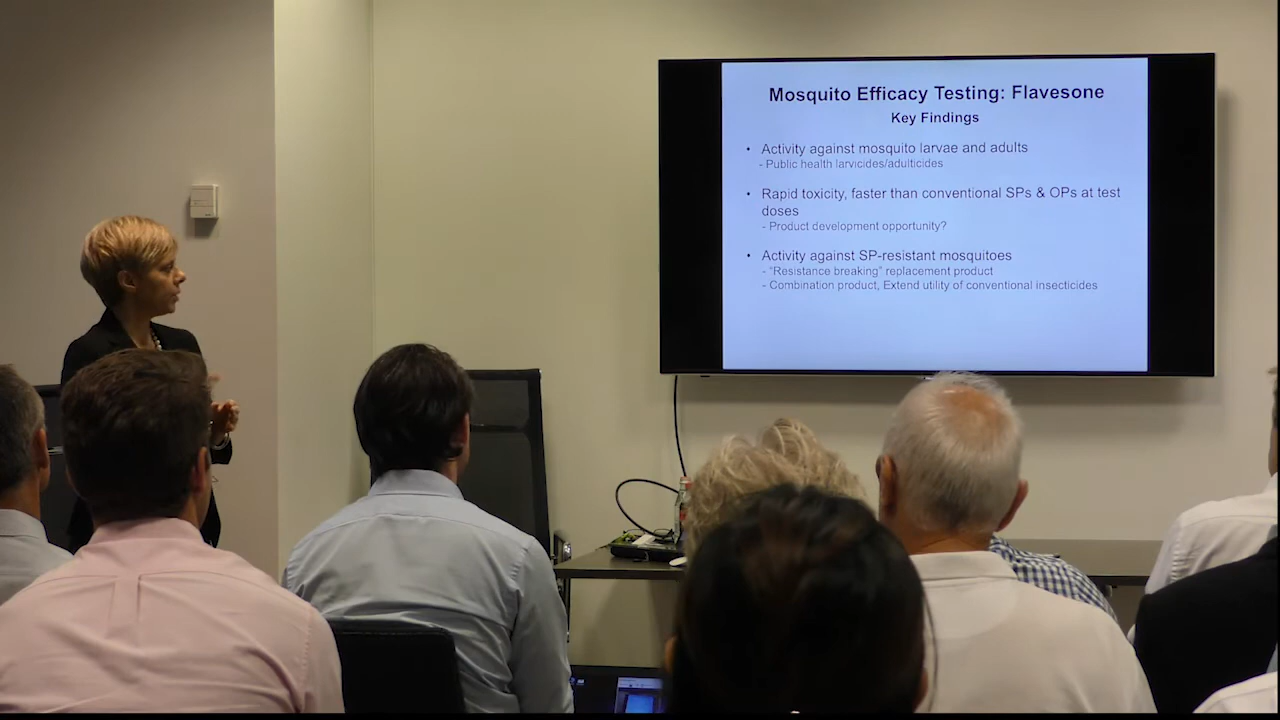 Mosquito Efficacy Testing: Flavesone
Key Findings
• Activity against mosquito larvae and adults
- Public health larvicides/adulticides
• Rapid toxicity, faster than conventional SPs & OPs at test
doses
- Product development opportunity?
• Activity against SP-resistant mosquitoes
- "Resistance breaking" replacement product
- Combination product, Extend utility of conventional insecticides